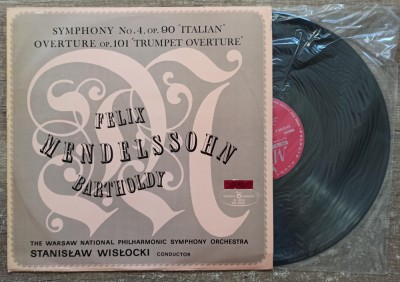 SYMPHONY No. 4, OP. 90 "ITALIAN"
OVERTURE OP. 101 "TRUMPET OVERTURE"
FELIX
MENDELSSOHN
BARTHOLDY
THE WARSAW NATIONAL PHILHARMONIC SYMPHONY ORCHESTRA
STANISŁAW WISŁOCKI CONDUCTOR